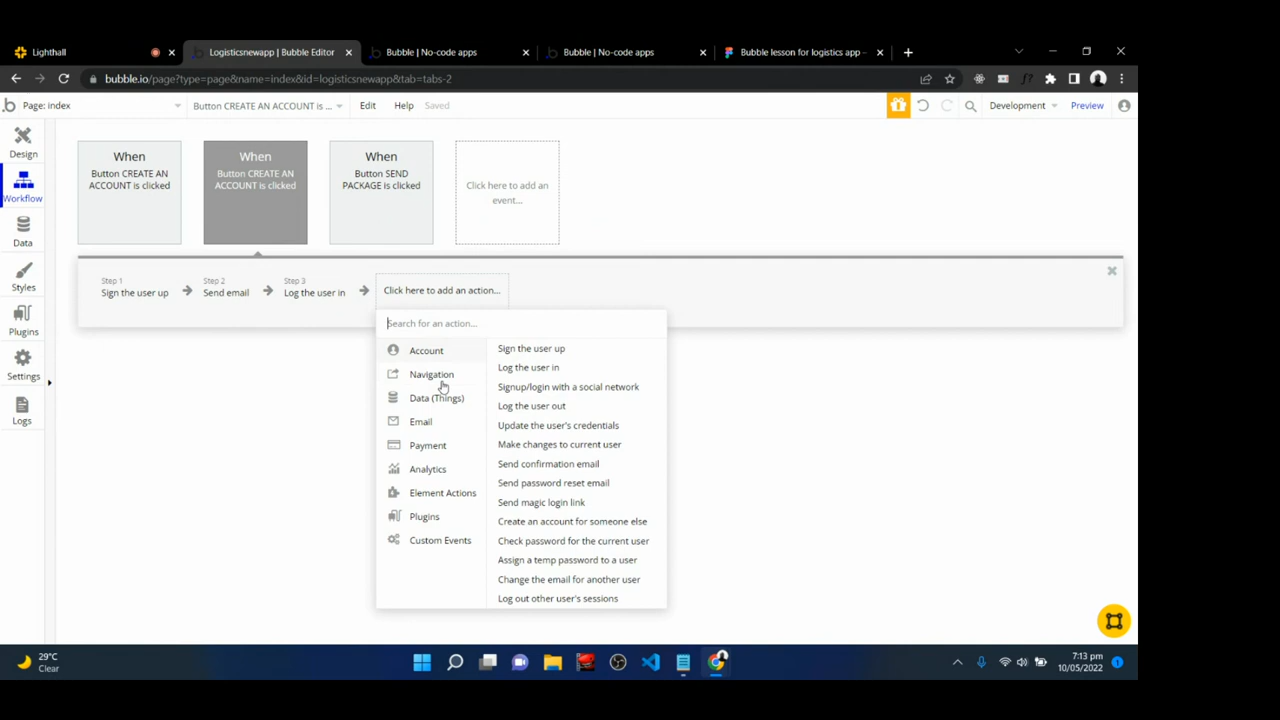 Lighthall
Logisticsnewapp | Bubble Editor
Bubble | No-code apps
Bubble | No-code apps
Bubble lesson for logistics app –
bubble.io/page?type=page&name=index&id=logisticsnewapp&tab=tabs-2
Page: index
Button CREATE AN ACCOUNT is ...
Edit
Help
Saved
Development
Preview
Design
Workflow
Data
Styles
Plugins
Settings
Logs
When
Button CREATE AN
ACCOUNT is clicked
When
Button CREATE AN
ACCOUNT is clicked
When
Button SEND
PACKAGE is clicked
Click here to add an
event...
Step 1
Sign the user up
Step 2
Send email
Step 3
Log the user in
Click here to add an action...
Search for an action...
Account
Navigation
Data (Things)
Email
Payment
Analytics
Element Actions
Plugins
Custom Events
Sign the user up
Log the user in
Signup/login with a social network
Log the user out
Update the user's credentials
Make changes to current user
Send confirmation email
Send password reset email
Send magic login link
Create an account for someone else
Check password for the current user
Assign a temp password to a user
Change the email for another user
Log out other user's sessions
29°C
Clear
7:13 pm
10/05/2022
1